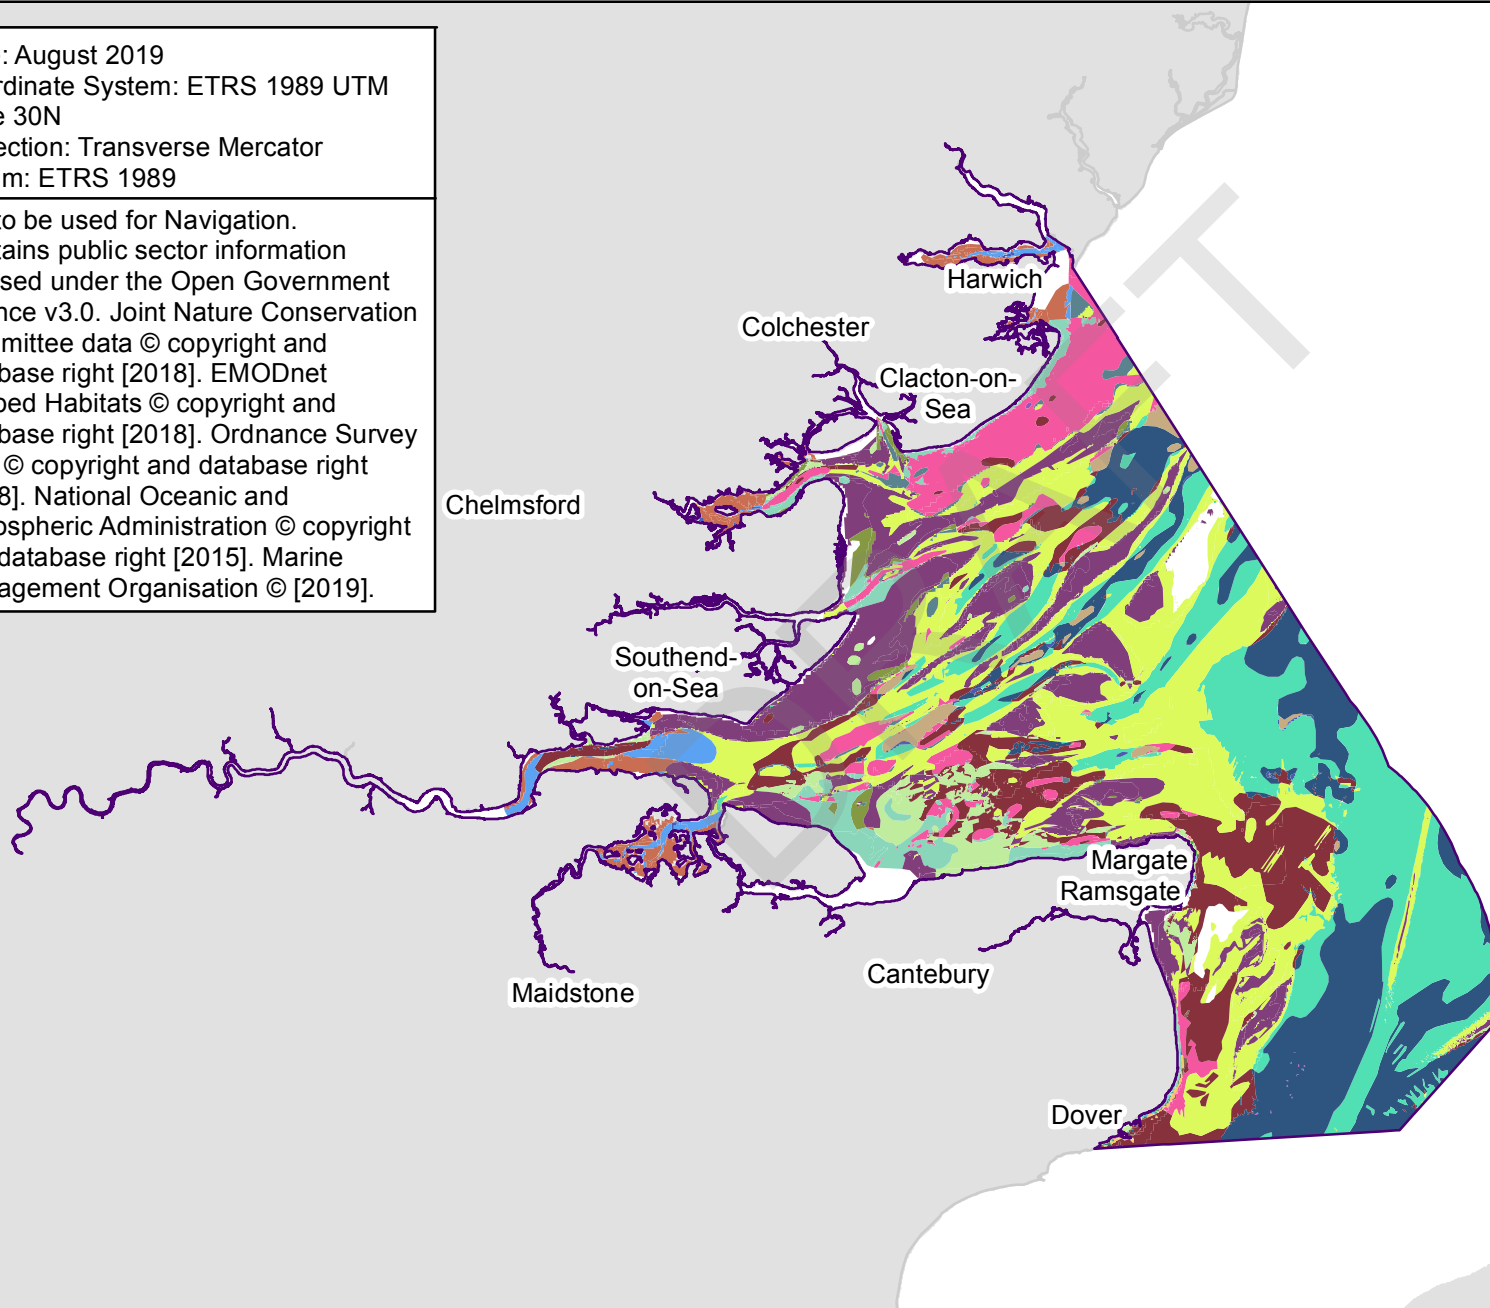 : August 2019
rdinate System: ETRS 1989 UTM
e 30N
ection: Transverse Mercator
m: ETRS 1989
to be used for Navigation.
tains public sector information
sed under the Open Government
nce v3.0. Joint Nature Conservation
mittee data © copyright and
base right [2018]. EMODnet
bed Habitats © copyright and
base right [2018]. Ordnance Survey
© copyright and database right
8]. National Oceanic and
ospheric Administration © copyright
database right [2015]. Marine
agement Organisation © [2019].
Harwich
Colchester
Clacton-on-
Sea
Chelmsford
Southend-
on-Sea
Margate
Ramsgate
Cantebury
Maidstone
Dover
DRAFT